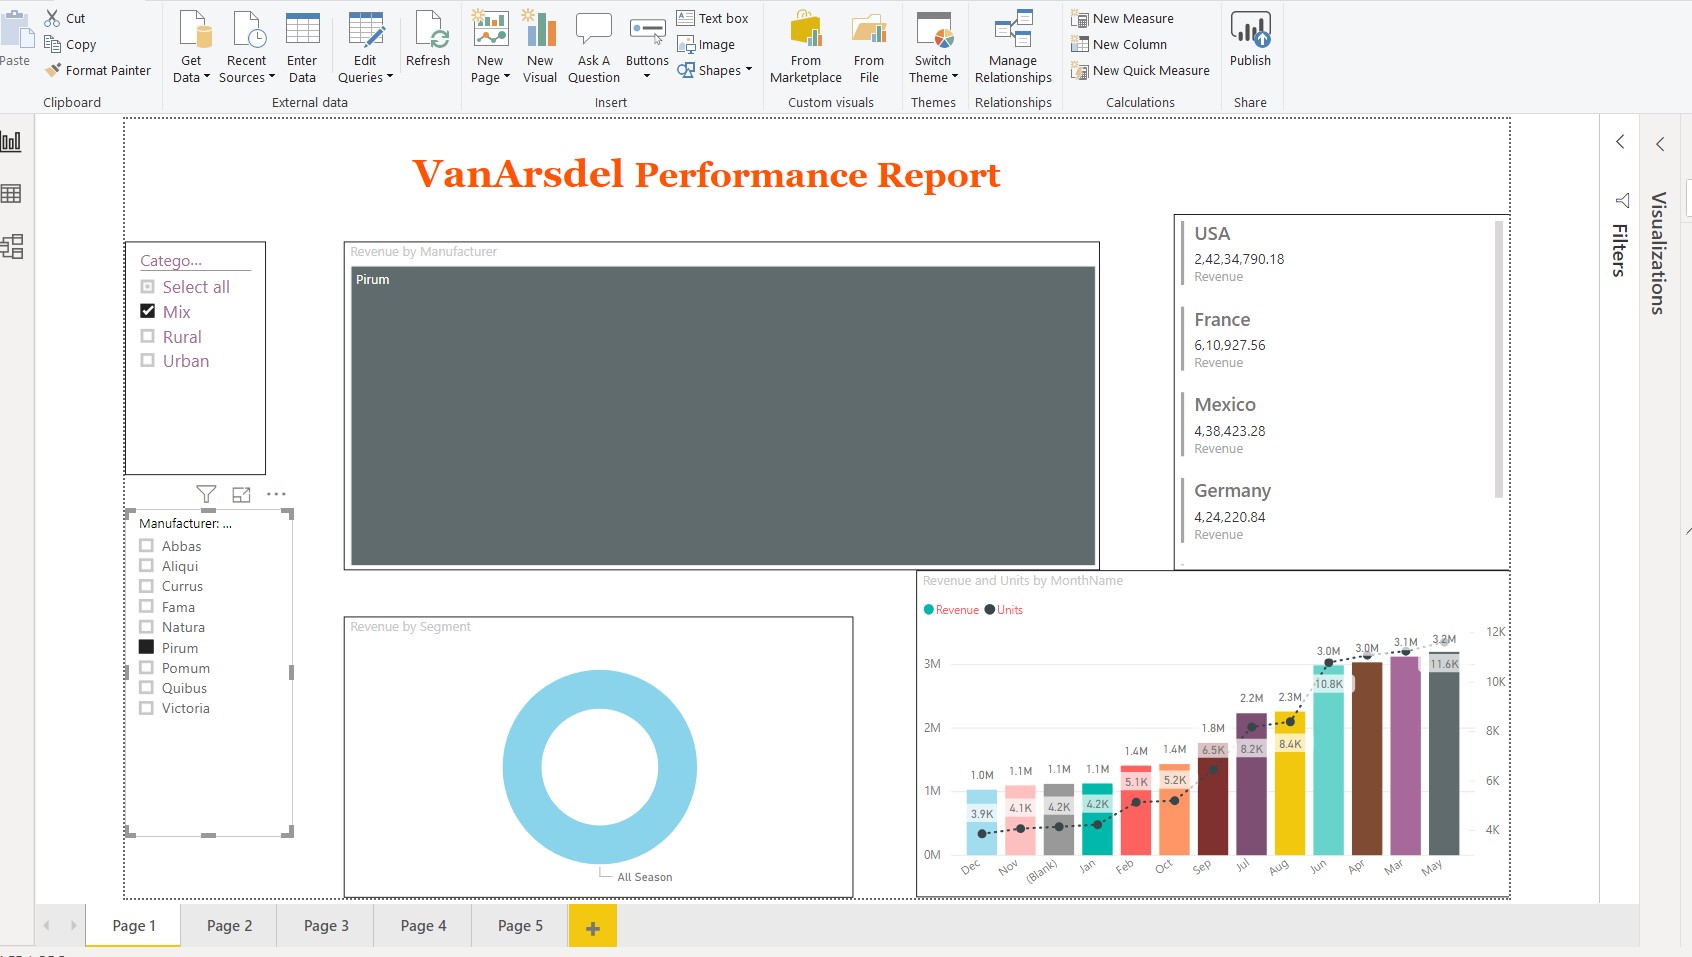 Cut
Copy
Format Painter
Paste
Clipboard
Get
Data
Recent
Sources
Enter
Data
Edit
Queries
Refresh
External data
New
Page
New
Visual
Ask A
Question
Buttons
Text box
Image
Shapes
Insert
From
Marketplace
From
File
Custom visuals
Switch
Theme
Themes
Manage
Relationships
Relationships
New Measure
New Column
New Quick Measure
Calculations
Publish
Share
VanArsdel Performance Report
Catego...
Select all
Mix
Rural
Urban
Manufacturer: ...
Abbas
Aliqui
Currus
Fama
Natura
Pirum
Pomum
Quibus
Victoria
Revenue by Manufacturer
Pirum
USA
2,42,34,790.18
Revenue
France
6,10,927.56
Revenue
Mexico
4,38,423.28
Revenue
Germany
4,24,220.84
Revenue
Filters
Visualizations
Revenue by Segment
All Season
Revenue and Units by MonthName
Revenue Units
3M
2M
1M
0M
12K
10K
8K
6K
4K
1.0M 1.1M 1.1M 1.1M 1.4M 1.4M 1.8M 2.2M 2.3M 3.0M 3.0M 3.1M 3.2M
3.9K 4.1K 4.2K 4.2K 5.1K 5.2K 6.5K 8.2K 8.4K 10.8K 11.6K
Dec Nov (Blank) Jan Feb Oct Sep Jul Aug Jun Apr Mar May
Page 1 Page 2 Page 3 Page 4 Page 5 +